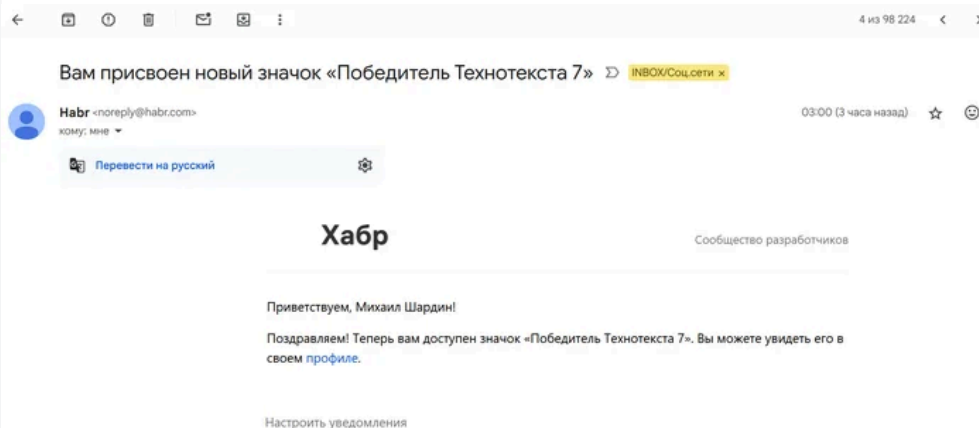 4 из 98 224
Вам присвоен новый значок «Победитель Технотекста 7» INBOX/Соц.сети ×
Habr <noreply@habr.com> 03:00 (3 часа назад)
кому: мне
Перевести на русский
Хабр Сообщество разработчиков
Приветствуем, Михаил Шардин!
Поздравляем! Теперь вам доступен значок «Победитель Технотекста 7». Вы можете увидеть его в
своем профиле.
Настроить уведомления